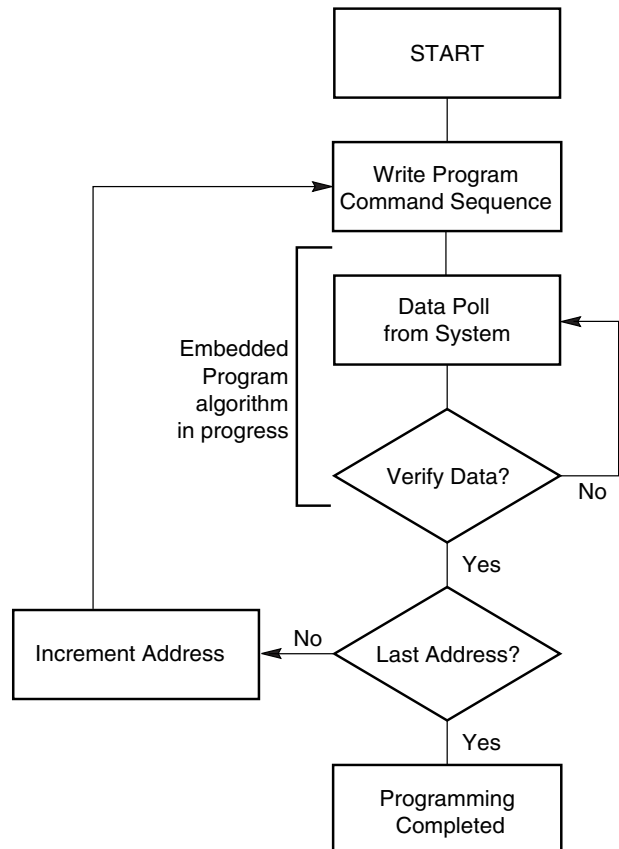 START
Write Program
Command Sequence
Data Poll
from System
Embedded
Program
algorithm
in progress
Verify Data?
No
Yes
Last Address?
No
Increment Address
Yes
Programming
Completed